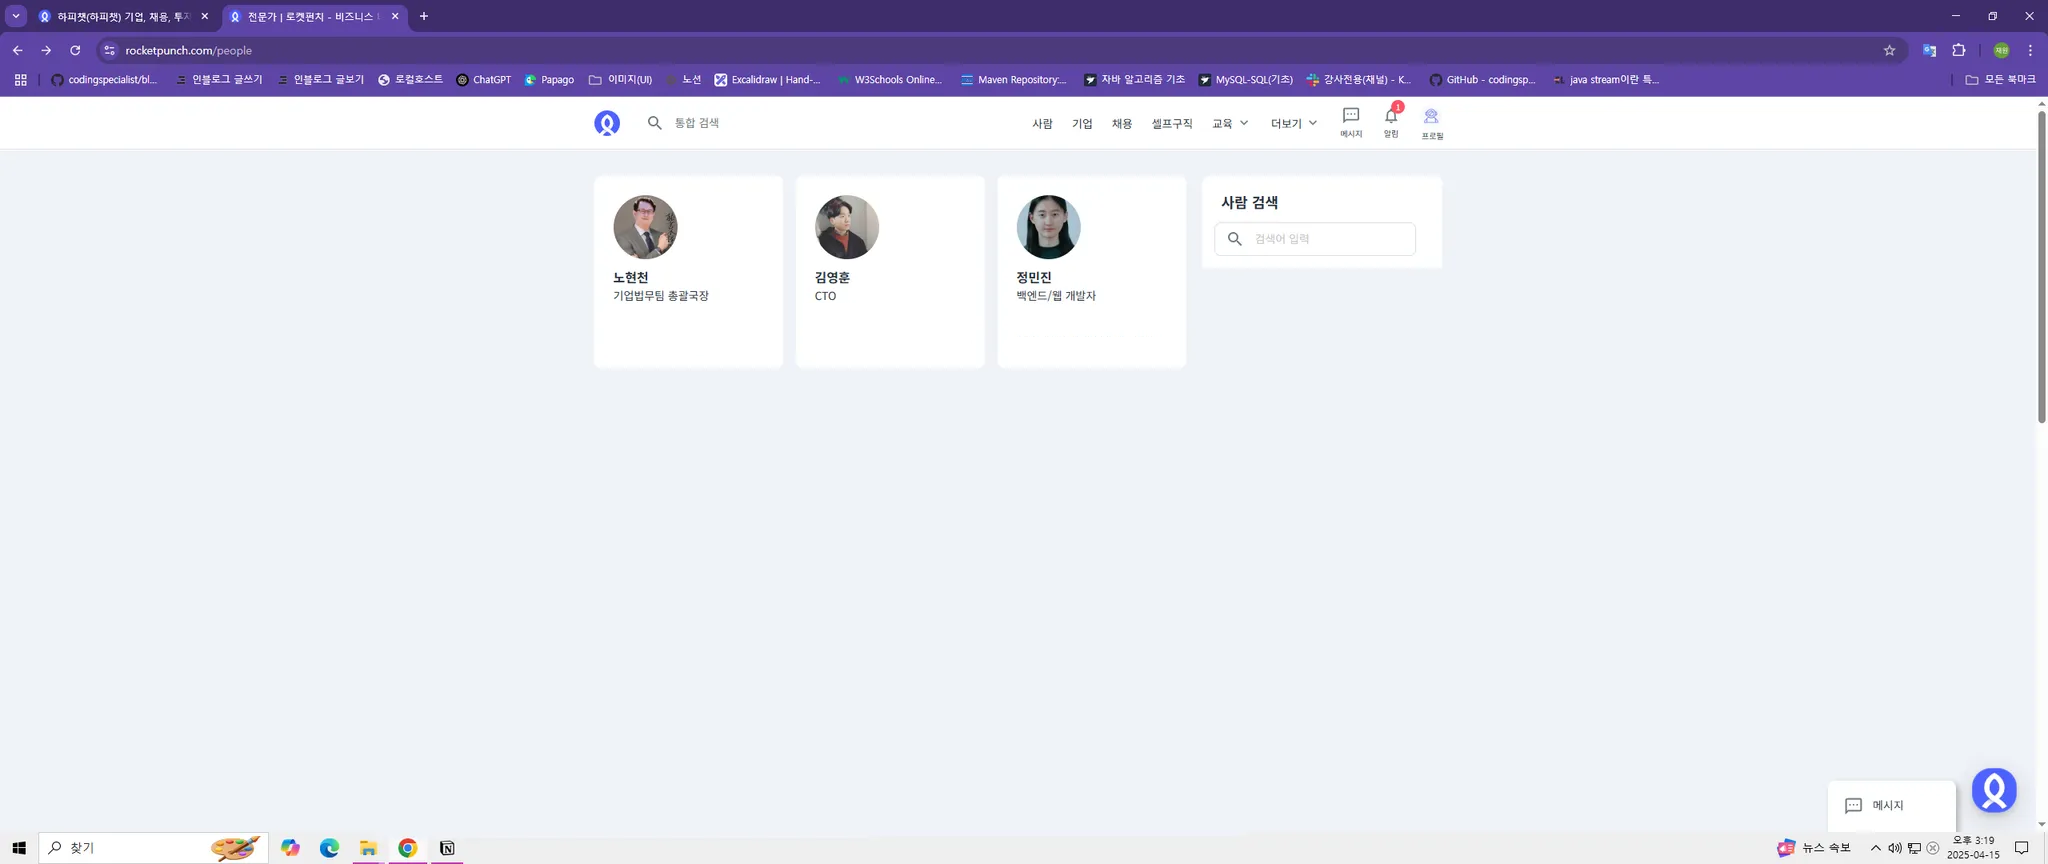 하피챗(하피챗) 기업, 채용, 투자
전문가 | 로켓펀치 - 비즈니스
rocketpunch.com/people
codingspecialist/bl...
인블로그 글쓰기
인블로그 글보기
로컬호스트
ChatGPT
Papago
이미지(UI)
노션
Excalidraw | Hand-...
W3Schools Online...
Maven Repository:...
자바 알고리즘 기초
MySQL-SQL(기초)
강사전용(채널) - K...
GitHub - codingsp...
java stream이란 특...
모든 북마크
통합 검색
사람
기업
채용
셀프구직
교육
더보기
메시지
1
알림
프로필
노현천
기업법무팀 총괄국장
김영훈
CTO
정민진
백엔드/웹 개발자
사람 검색
검색어 입력
메시지
찾기
뉴스 속보
오후 3:19
2025-04-15